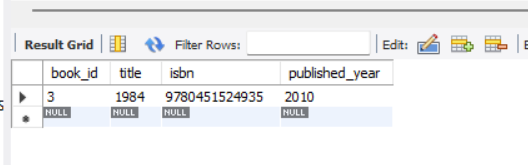 Result Grid Filter Rows: Edit:
book_id title isbn published_year
3 1984 9780451524935 2010
NULL NULL NULL NULL